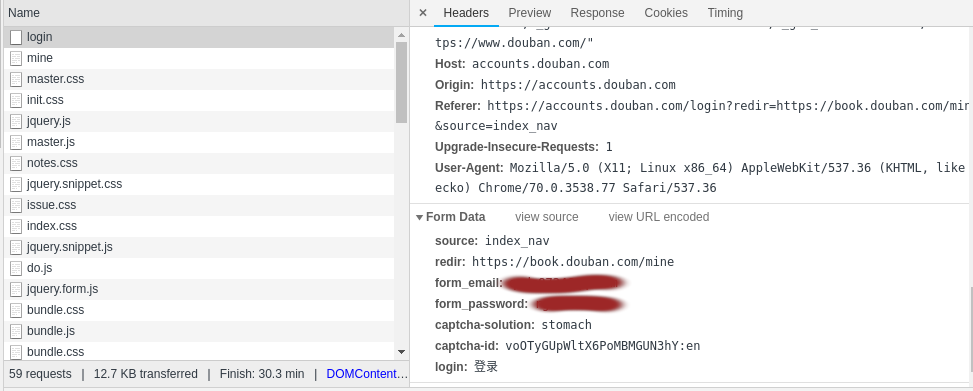 Name
login
mine
master.css
init.css
jquery.js
master.js
notes.css
jquery.snippet.css
issue.css
index.css
jquery.snippet.js
do.js
jquery.form.js
bundle.css
bundle.js
bundle.css
59 requests | 12.7 KB transferred | Finish: 30.3 min | DOMContent…
× Headers Preview Response Cookies Timing
tps://www.douban.com/"
Host: accounts.douban.com
Origin: https://accounts.douban.com
Referer: https://accounts.douban.com/login?redir=https://book.douban.com/min
&source=index_nav
Upgrade-Insecure-Requests: 1
User-Agent: Mozilla/5.0 (X11; Linux x86_64) AppleWebKit/537.36 (KHTML, like
ecko) Chrome/70.0.3538.77 Safari/537.36
Form Data view source view URL encoded
source: index_nav
redir: https://book.douban.com/mine
form_email:
form_password:
captcha-solution: stomach
captcha-id: voOTyGUpWltX6PoMBMGUN3hY:en
login: 登录